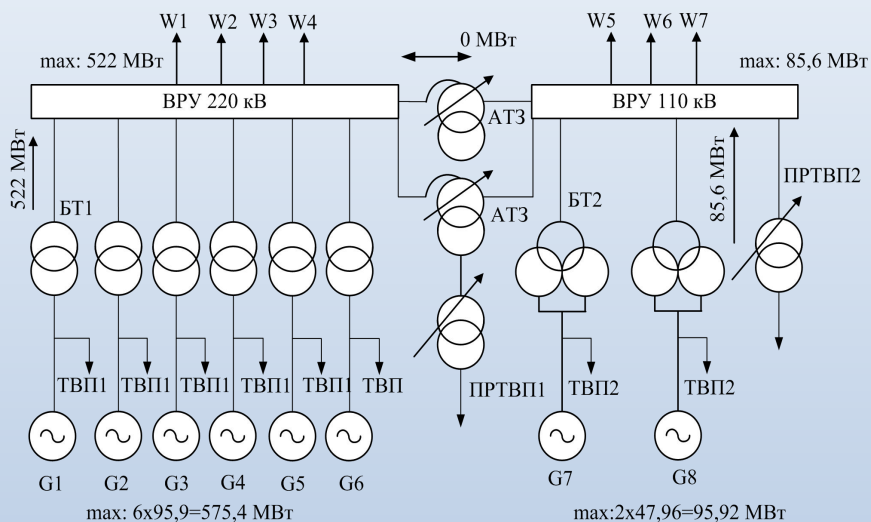 W1 W2 W3 W4
W5 W6 W7
0 МВт
max: 522 МВт
max: 85,6 МВт
ВРУ 220 кВ
ВРУ 110 кВ
АТЗ
522 МВт
85,6 МВт
ПРТВП2
БТ1
АТЗ
БТ2
ТВП1 ТВП1 ТВП1 ТВП1 ТВП1 ТВП
ПРТВП1
ТВП2 ТВП2
G1 G2 G3 G4 G5 G6
G7 G8
max: 6x95,9=575,4 МВт
max:2x47,96=95,92 МВт